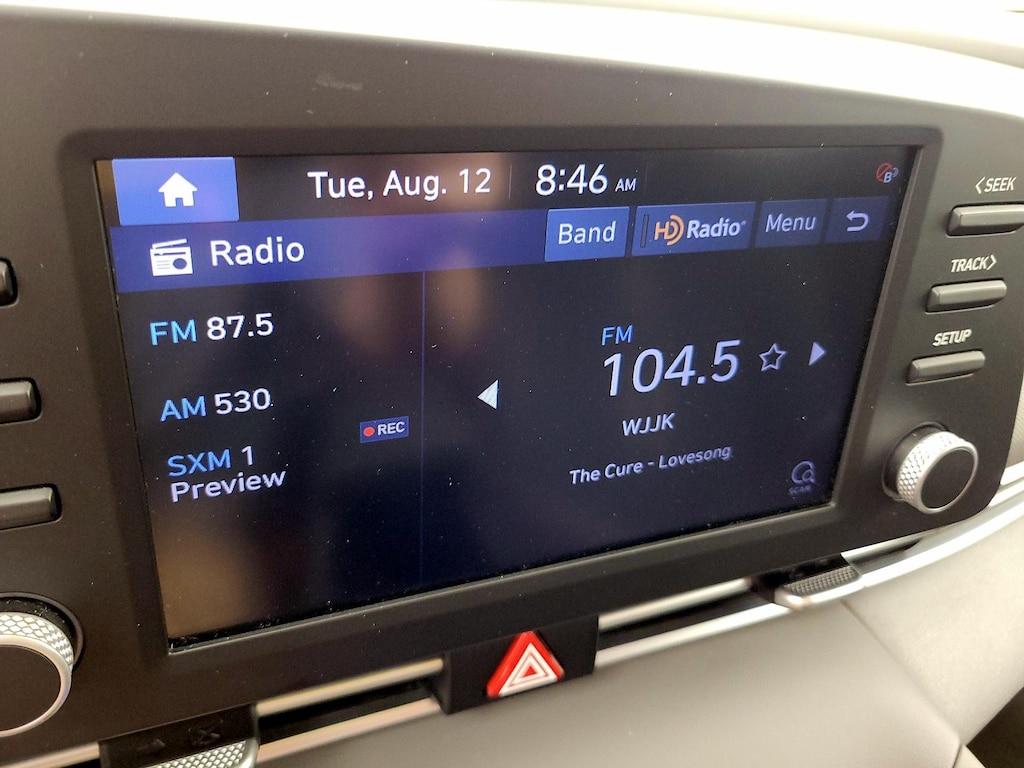 Tue, Aug. 12 8:46 AM
B
Radio Band HD Radio Menu
FM 87.5
AM 530
REC
SXM 1
Preview
FM
104.5
WJJK
The Cure - Lovesong
SCAN
<SEEK
TRACK>
SETUP